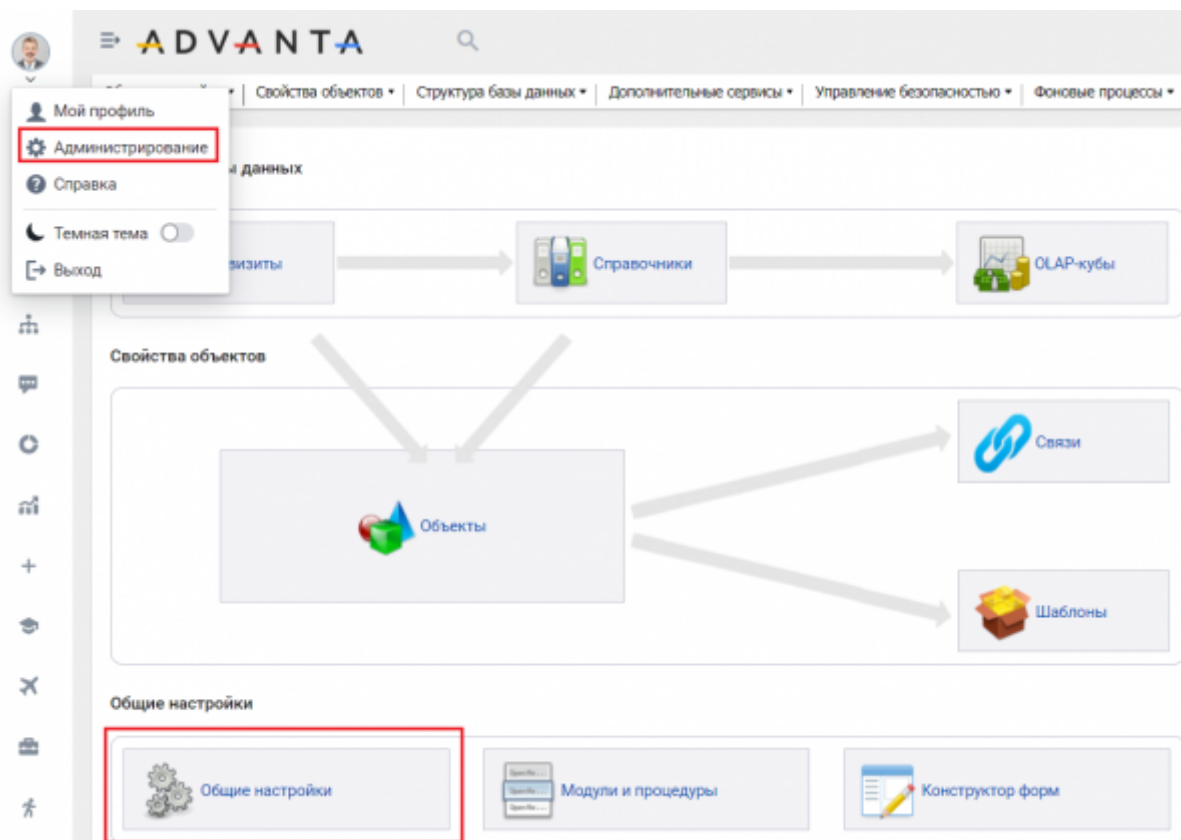 ADVANTA
Свойства объектов
Структура базы данных
Дополнительные сервисы
Управление безопасностью
Фоновые процессы
Мой профиль
Администрирование
Справка
Темная тема
Выход
данных
Справочники
OLAP-кубы
Свойства объектов
Объекты
Связи
Шаблоны
Общие настройки
Общие настройки
Модули и процедуры
Конструктор форм